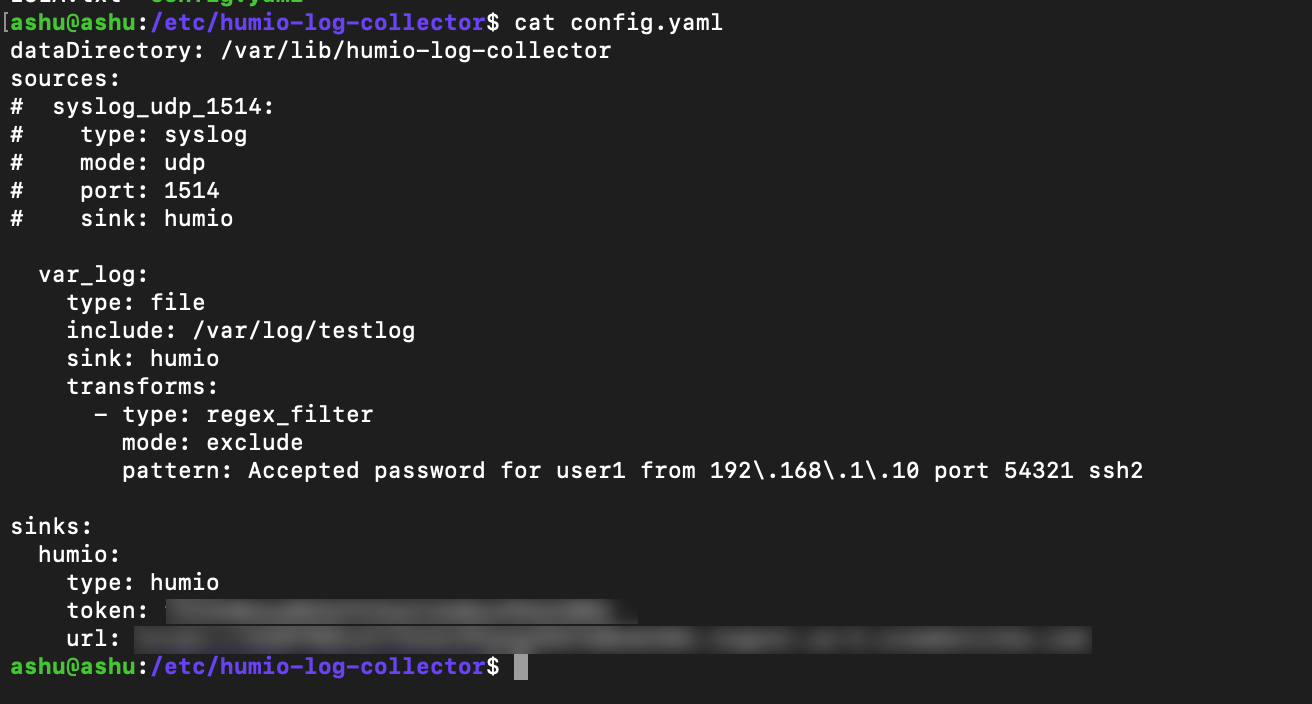 ashu@ashu:/etc/humio-log-collector$ cat config.yaml
dataDirectory: /var/lib/humio-log-collector
sources:
#  syslog_udp_1514:
#    type: syslog
#    mode: udp
#    port: 1514
#    sink: humio
  var_log:
    type: file
    include: /var/log/testlog
    sink: humio
    transforms:
      - type: regex_filter
        mode: exclude
        pattern: Accepted password for user1 from 192\.168\.1\.10 port 54321 ssh2
sinks:
  humio:
    type: humio
    token:
    url:
ashu@ashu:/etc/humio-log-collector$